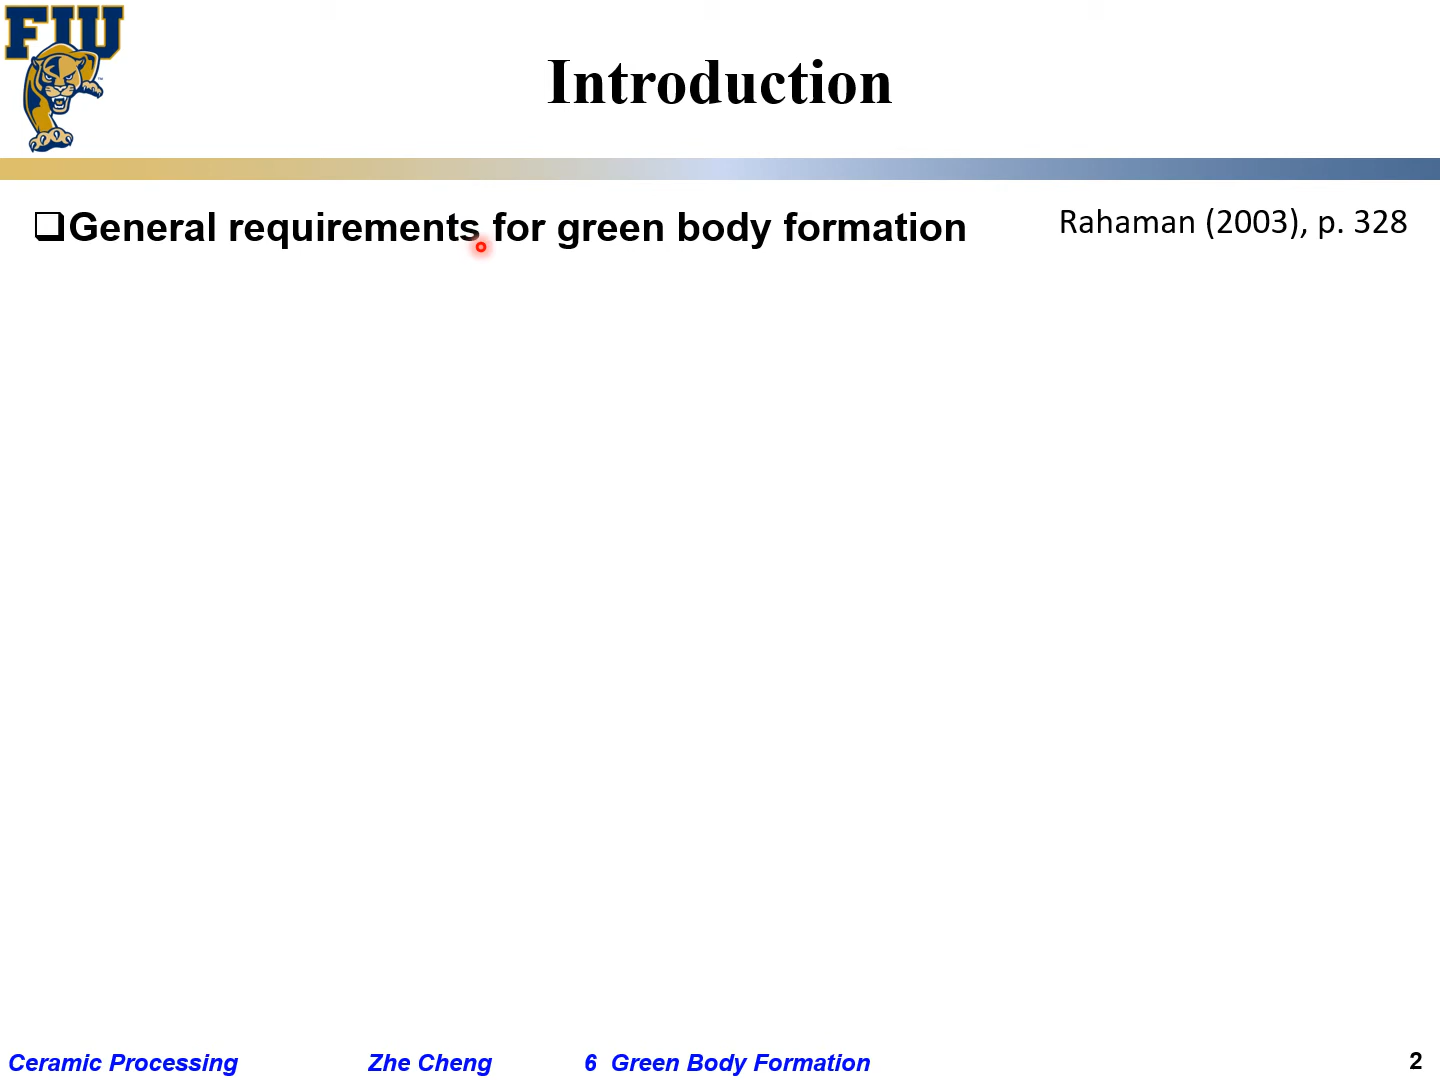 FIU
Introduction
General requirements for green body formation
Rahaman (2003), p. 328
Ceramic Processing Zhe Cheng 6 Green Body Formation 2